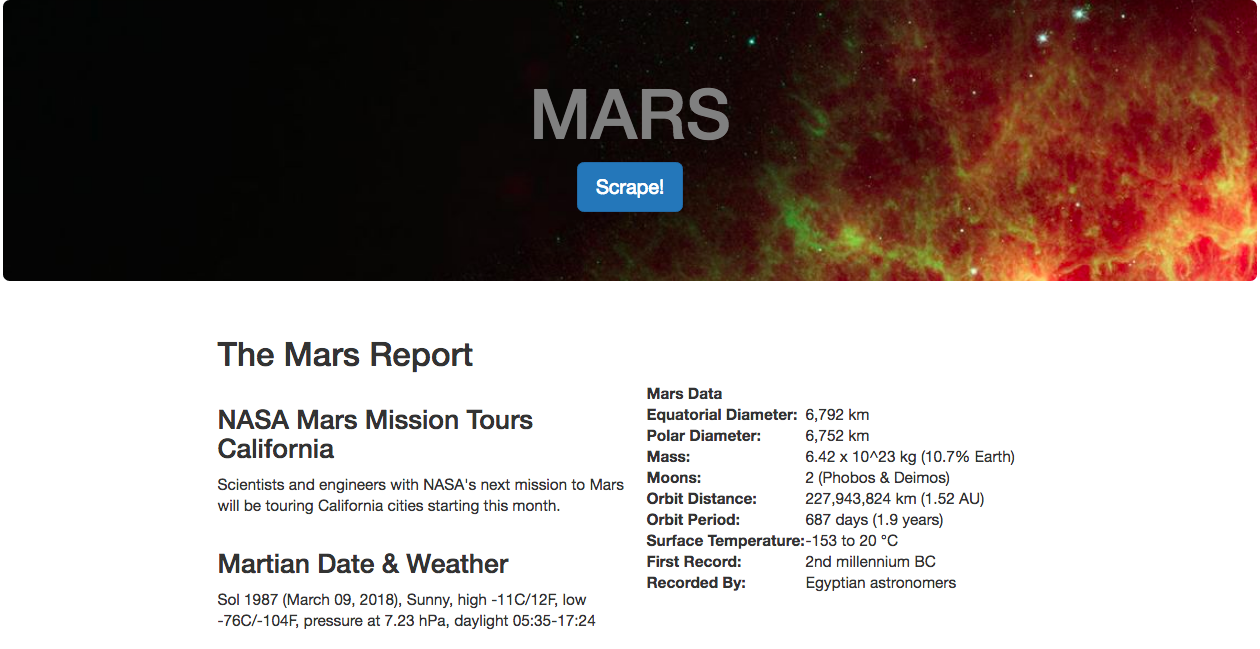 MARS
Scrape!
The Mars Report
NASA Mars Mission Tours
California
Scientists and engineers with NASA's next mission to Mars
will be touring California cities starting this month.
Martian Date & Weather
Sol 1987 (March 09, 2018), Sunny, high -11C/12F, low
-76C/-104F, pressure at 7.23 hPa, daylight 05:35-17:24
Mars Data
Equatorial Diameter: 6,792 km
Polar Diameter: 6,752 km
Mass: 6.42 x 10^23 kg (10.7% Earth)
Moons: 2 (Phobos & Deimos)
Orbit Distance: 227,943,824 km (1.52 AU)
Orbit Period: 687 days (1.9 years)
Surface Temperature: -153 to 20 °C
First Record: 2nd millennium BC
Recorded By: Egyptian astronomers